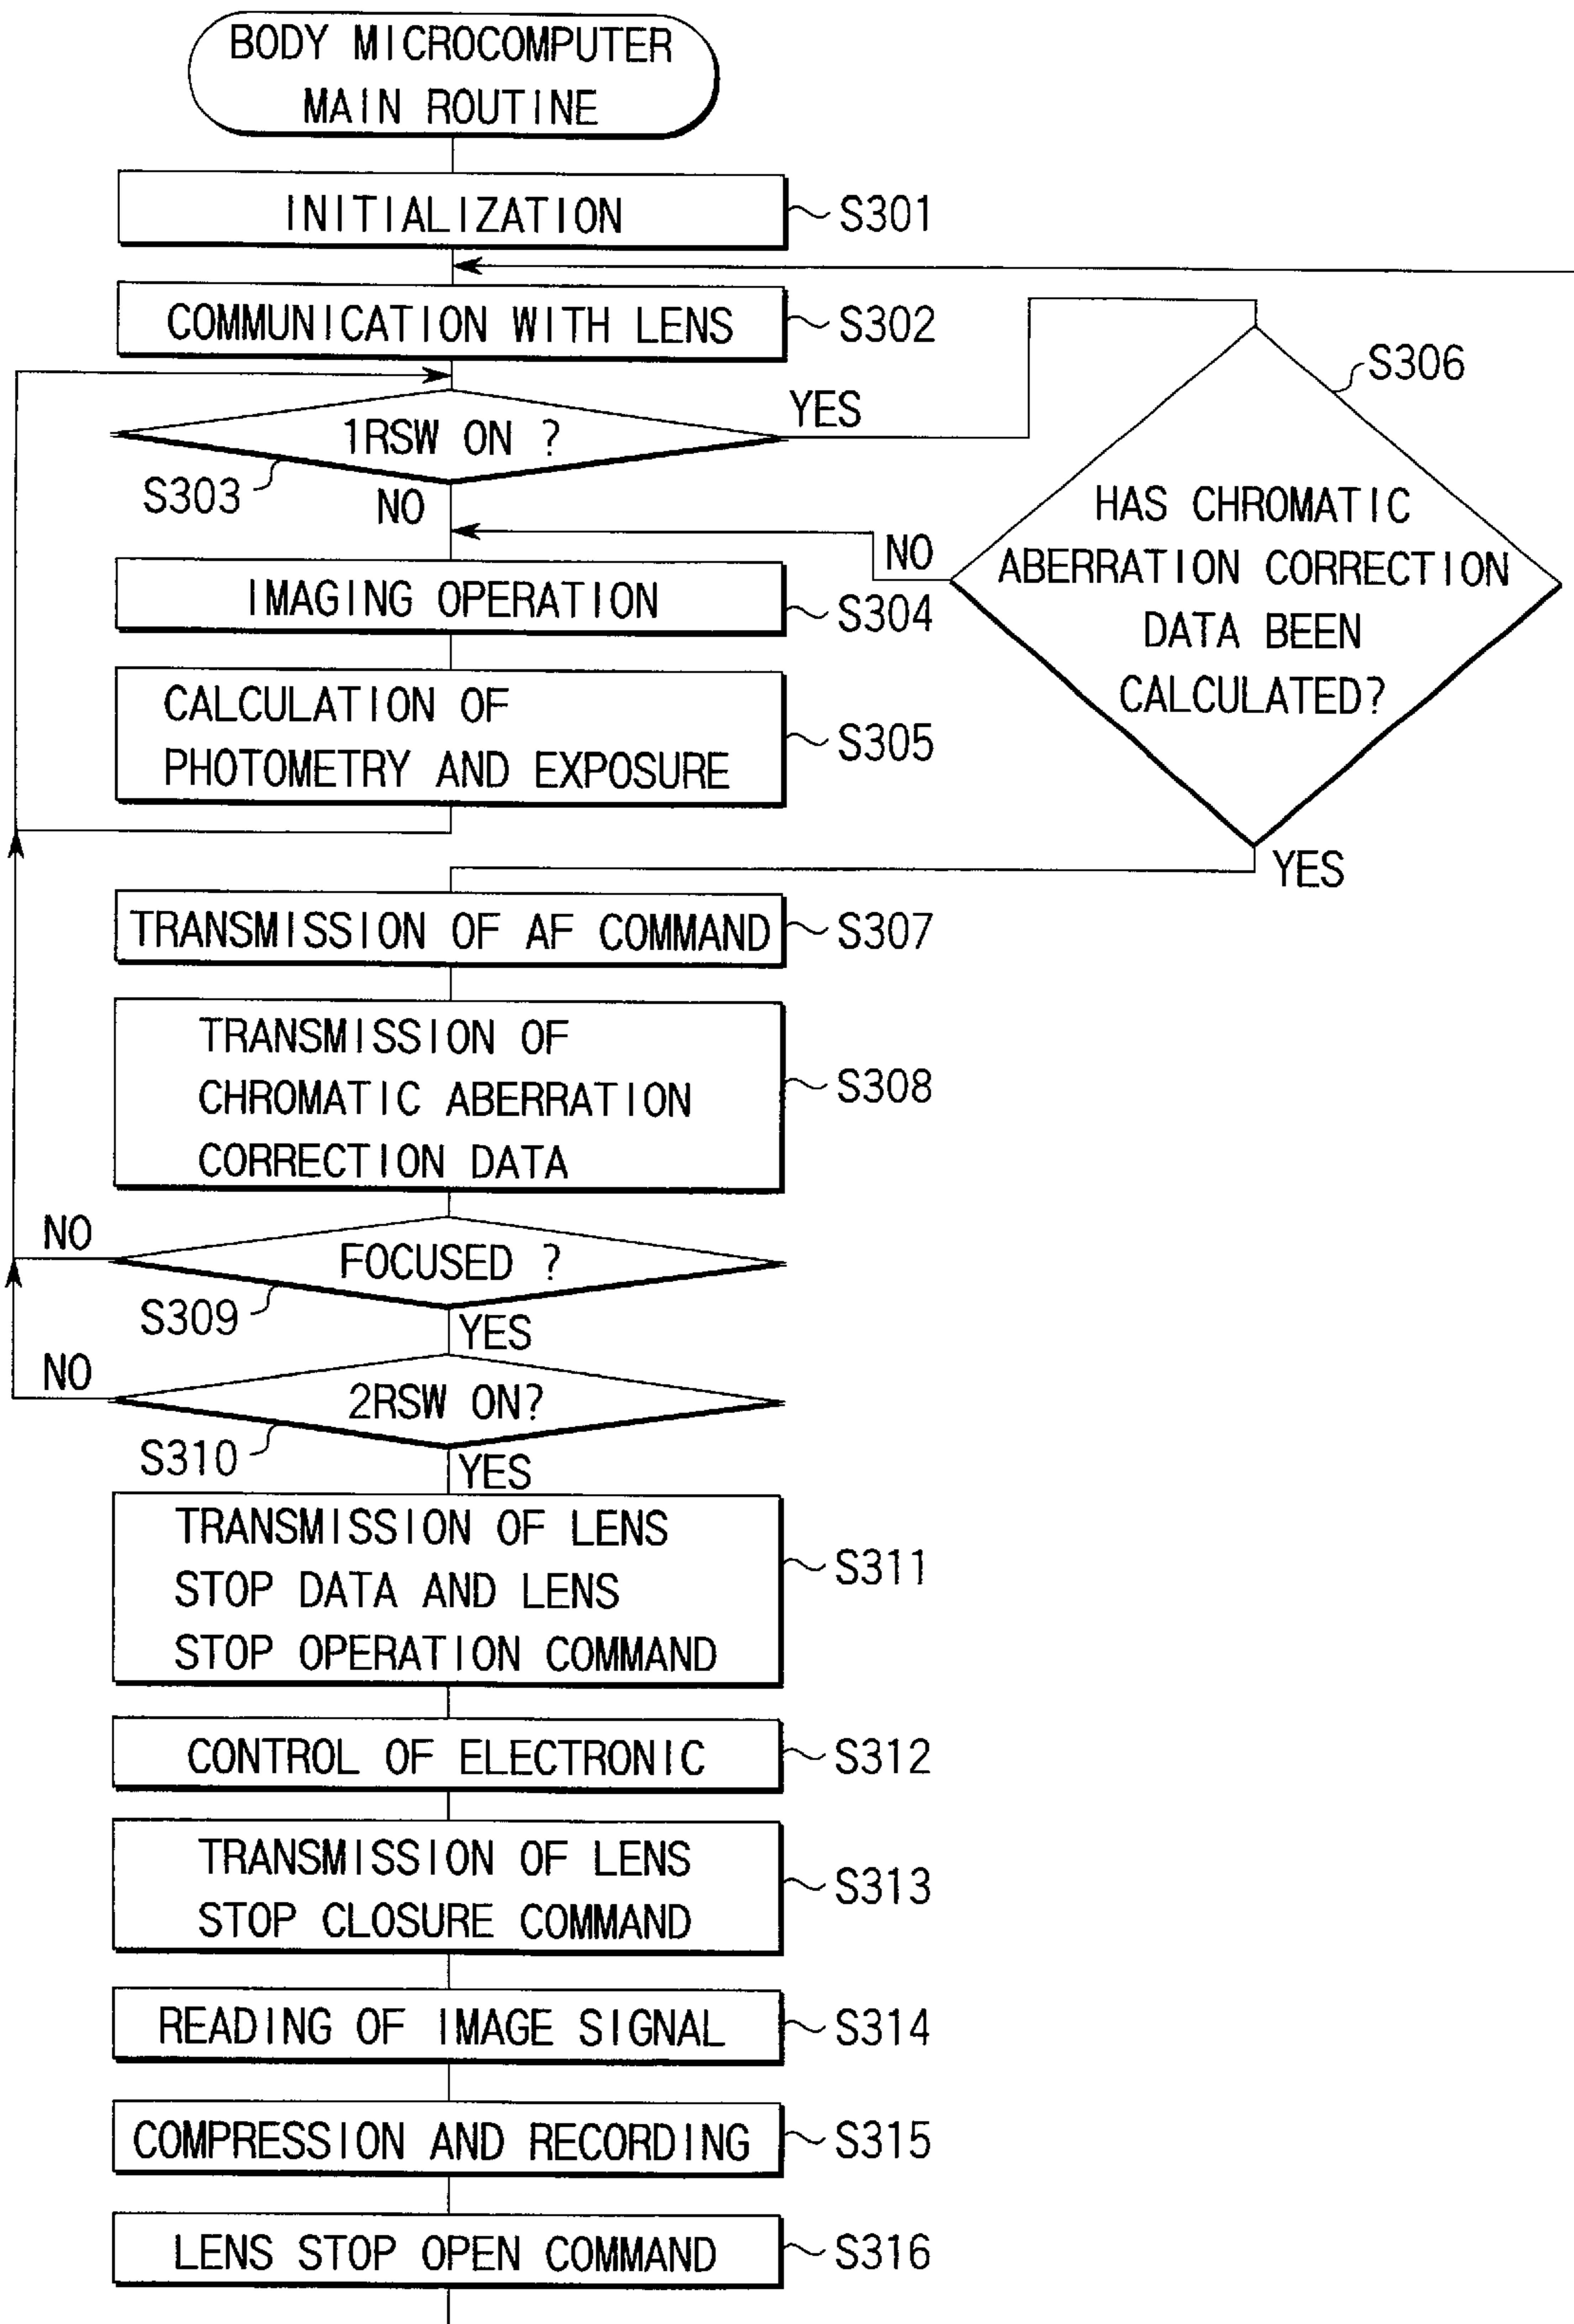 BODY MICROCOMPUTER
MAIN ROUTINE
INITIALIZATION
S301
COMMUNICATION WITH LENS
S302
1RSW ON ?
YES
S303
NO
S306
HAS CHROMATIC
ABERRATION CORRECTION
DATA BEEN
CALCULATED?
NO
YES
IMAGING OPERATION
S304
CALCULATION OF
PHOTOMETRY AND EXPOSURE
S305
TRANSMISSION OF AF COMMAND
S307
TRANSMISSION OF
CHROMATIC ABERRATION
CORRECTION DATA
S308
NO
FOCUSED ?
S309
YES
NO
2RSW ON?
S310
YES
TRANSMISSION OF LENS
STOP DATA AND LENS
STOP OPERATION COMMAND
S311
CONTROL OF ELECTRONIC
S312
TRANSMISSION OF LENS
STOP CLOSURE COMMAND
S313
READING OF IMAGE SIGNAL
S314
COMPRESSION AND RECORDING
S315
LENS STOP OPEN COMMAND
S316